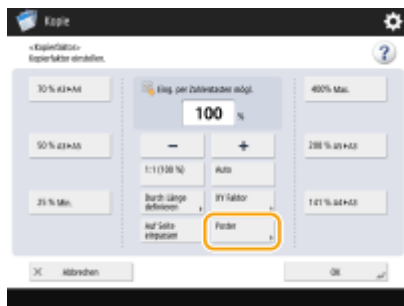 Kopie
<Kopierfaktor>
Kopierfaktor einstellen.
?
70 % A3►A4
Eing. per Zahlentasten mögl.
400% Max.
100 %
50 % A3►A5
−
+
200 % A5►A3
1:1 (100 %)
Auto
25 % Min.
Durch Länge
definieren
XY Faktor
141 % A4►A3
Auf Seite
einpassen
Poster
Abbrechen
OK